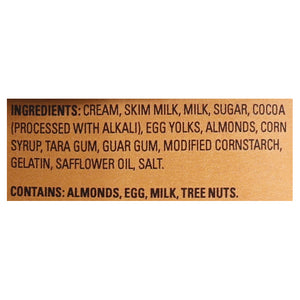 INGREDIENTS: CREAM, SKIM MILK, MILK, SUGAR, COCOA
(PROCESSED WITH ALKALI), EGG YOLKS, ALMONDS, CORN
SYRUP, TARA GUM, GUAR GUM, MODIFIED CORNSTARCH,
GELATIN, SAFFLOWER OIL, SALT.
CONTAINS: ALMONDS, EGG, MILK, TREE NUTS.